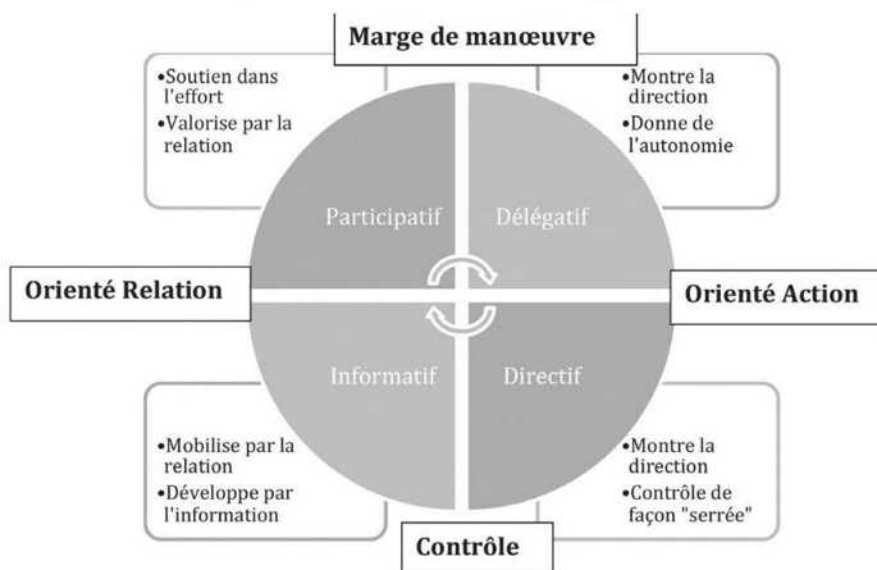 Marge de manœuvre
•Soutien dans
l'effort
•Valorise par la
relation
•Montre la
direction
•Donne de
l'autonomie
Participatif
Délégatif
Orienté Relation
Orienté Action
Informatif
Directif
•Mobilise par la
relation
•Développe par
l'information
•Montre la
direction
•Contrôle de
façon "serrée"
Contrôle